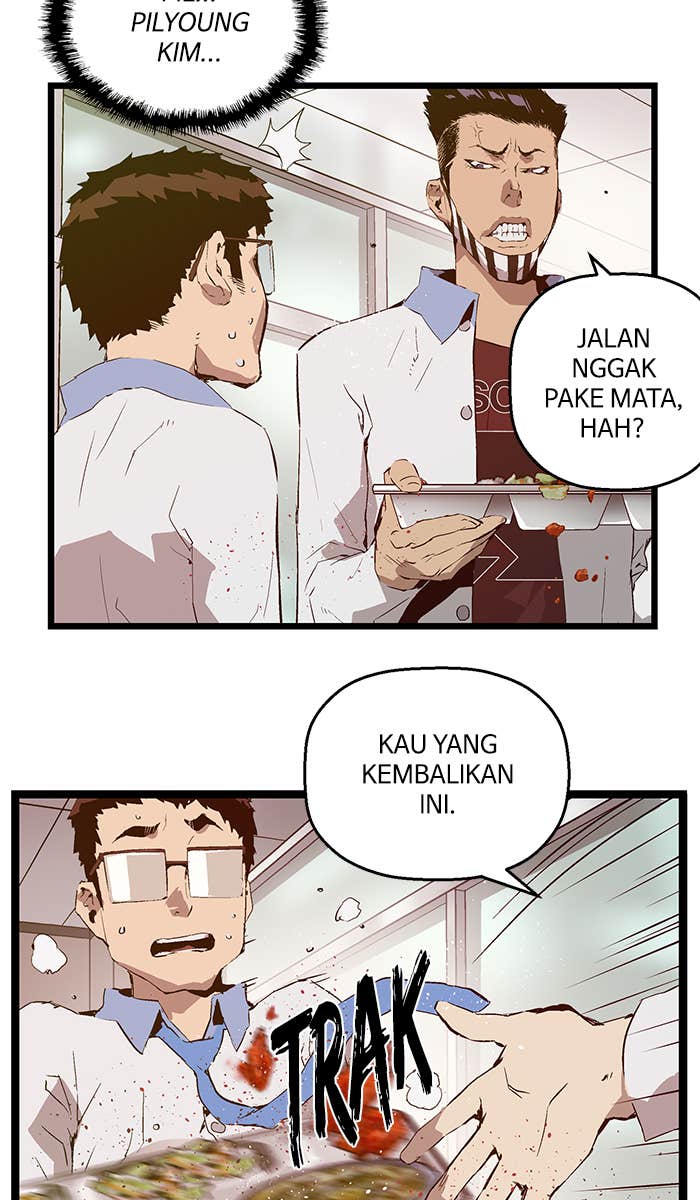 PILYOUNG
KIM...
JALAN
NGGAK
PAKE MATA,
HAH?
KAU YANG
KEMBALIKAN
INI.
TRAK